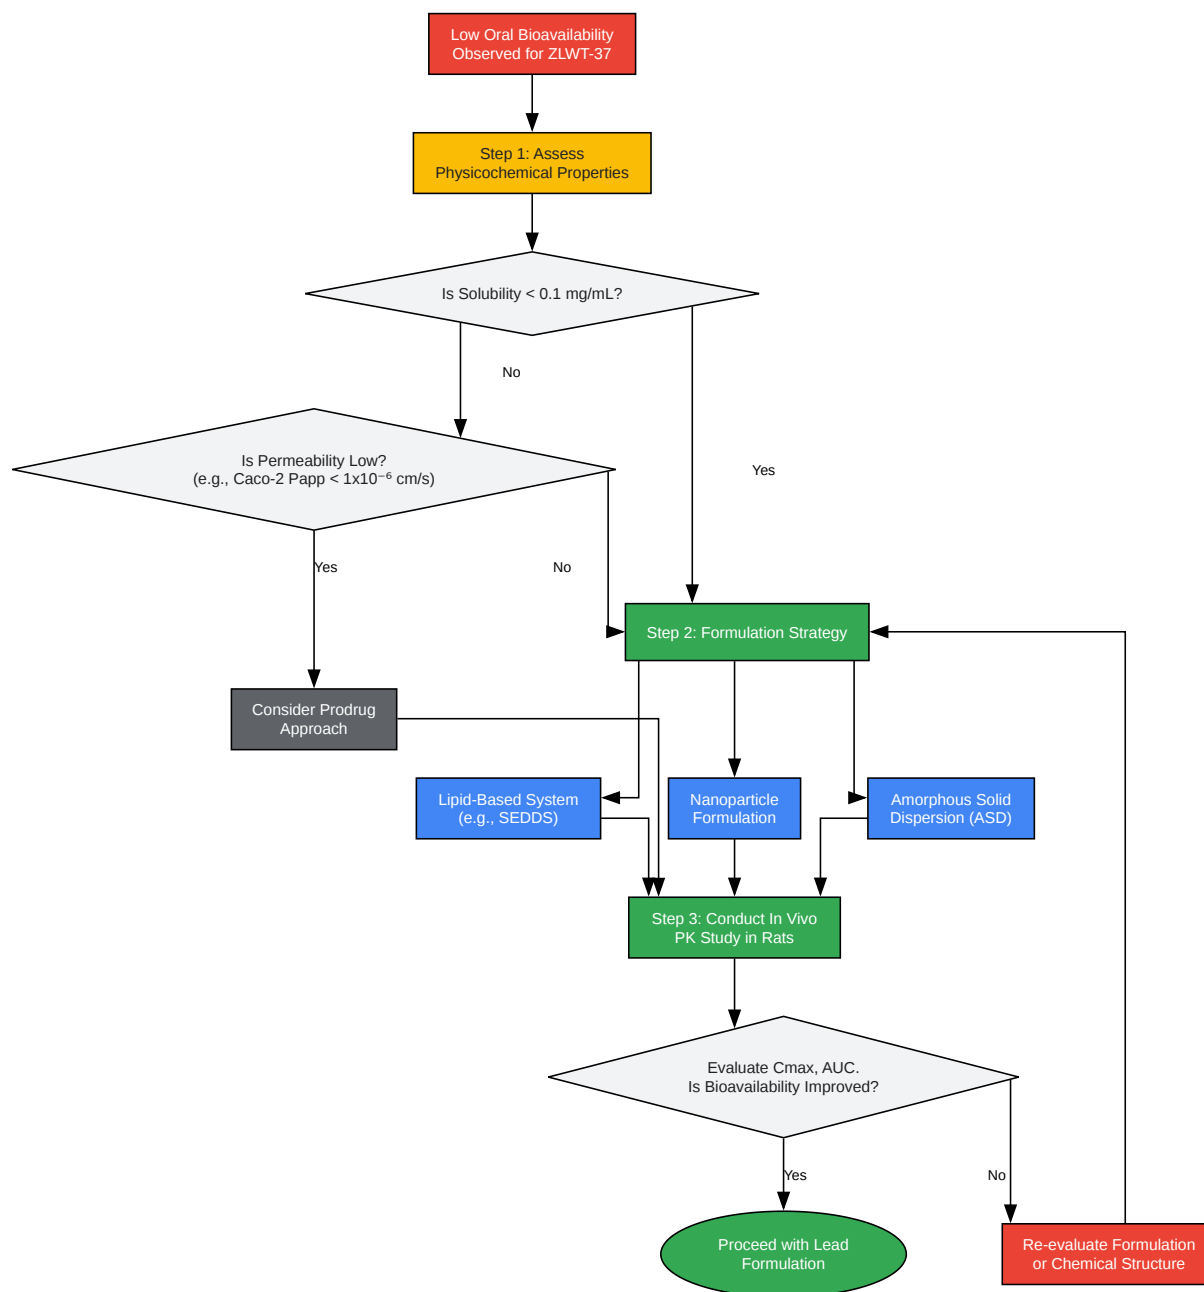 Low Oral Bioavailability
Observed for ZLWT-37
Step 1: Assess
Physicochemical Properties
Is Solubility < 0.1 mg/mL?
No
Is Permeability Low?
(e.g., Caco-2 Papp < 1x10⁻⁶ cm/s)
Yes
Yes
No
Step 2: Formulation Strategy
Consider Prodrug
Approach
Lipid-Based System
(e.g., SEDDS)
Nanoparticle
Formulation
Amorphous Solid
Dispersion (ASD)
Step 3: Conduct In Vivo
PK Study in Rats
Evaluate Cmax, AUC.
Is Bioavailability Improved?
Yes
No
Proceed with Lead
Formulation
Re-evaluate Formulation
or Chemical Structure